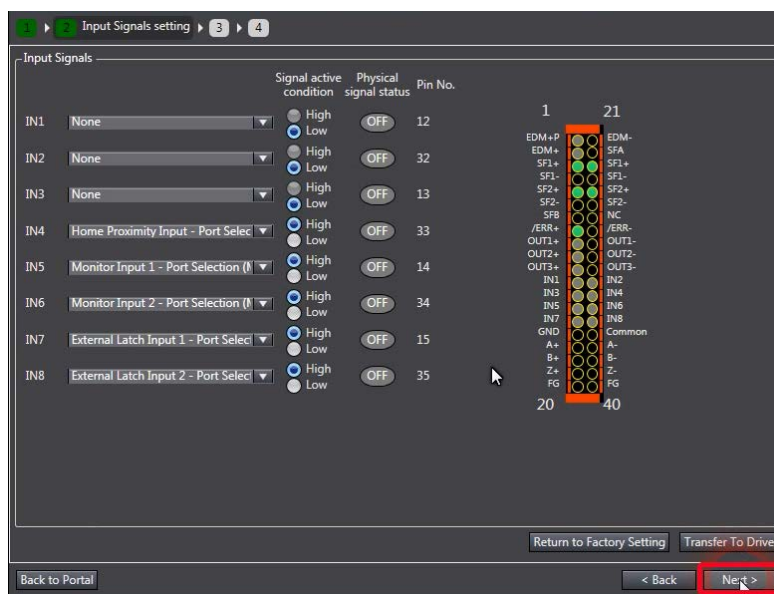 1 2 Input Signals setting 3 4
Input Signals
Signal active condition Physical signal status Pin No.
IN1 None High Low OFF 12
IN2 None High Low OFF 32
IN3 None High Low OFF 13
IN4 Home Proximity Input - Port Selec High Low OFF 33
IN5 Monitor Input 1 - Port Selection (N High Low OFF 14
IN6 Monitor Input 2 - Port Selection (N High Low OFF 34
IN7 External Latch Input 1 - Port Select High Low OFF 15
IN8 External Latch Input 2 - Port Select High Low OFF 35
1 21
EDM+P EDM-
EDM+ SFA
SF1+ SF1+
SF1- SF1-
SF2+ SF2+
SF2- SF2-
SFB NC
/ERR+ /ERR-
OUT1+ OUT1-
OUT2+ OUT2-
OUT3+ OUT3-
IN1 IN2
IN3 IN4
IN5 IN6
IN7 IN8
GND Common
A+ A-
B+ B-
Z+ Z-
FG FG
20 40
Return to Factory Setting Transfer To Drive
Back to Portal < Back Next >